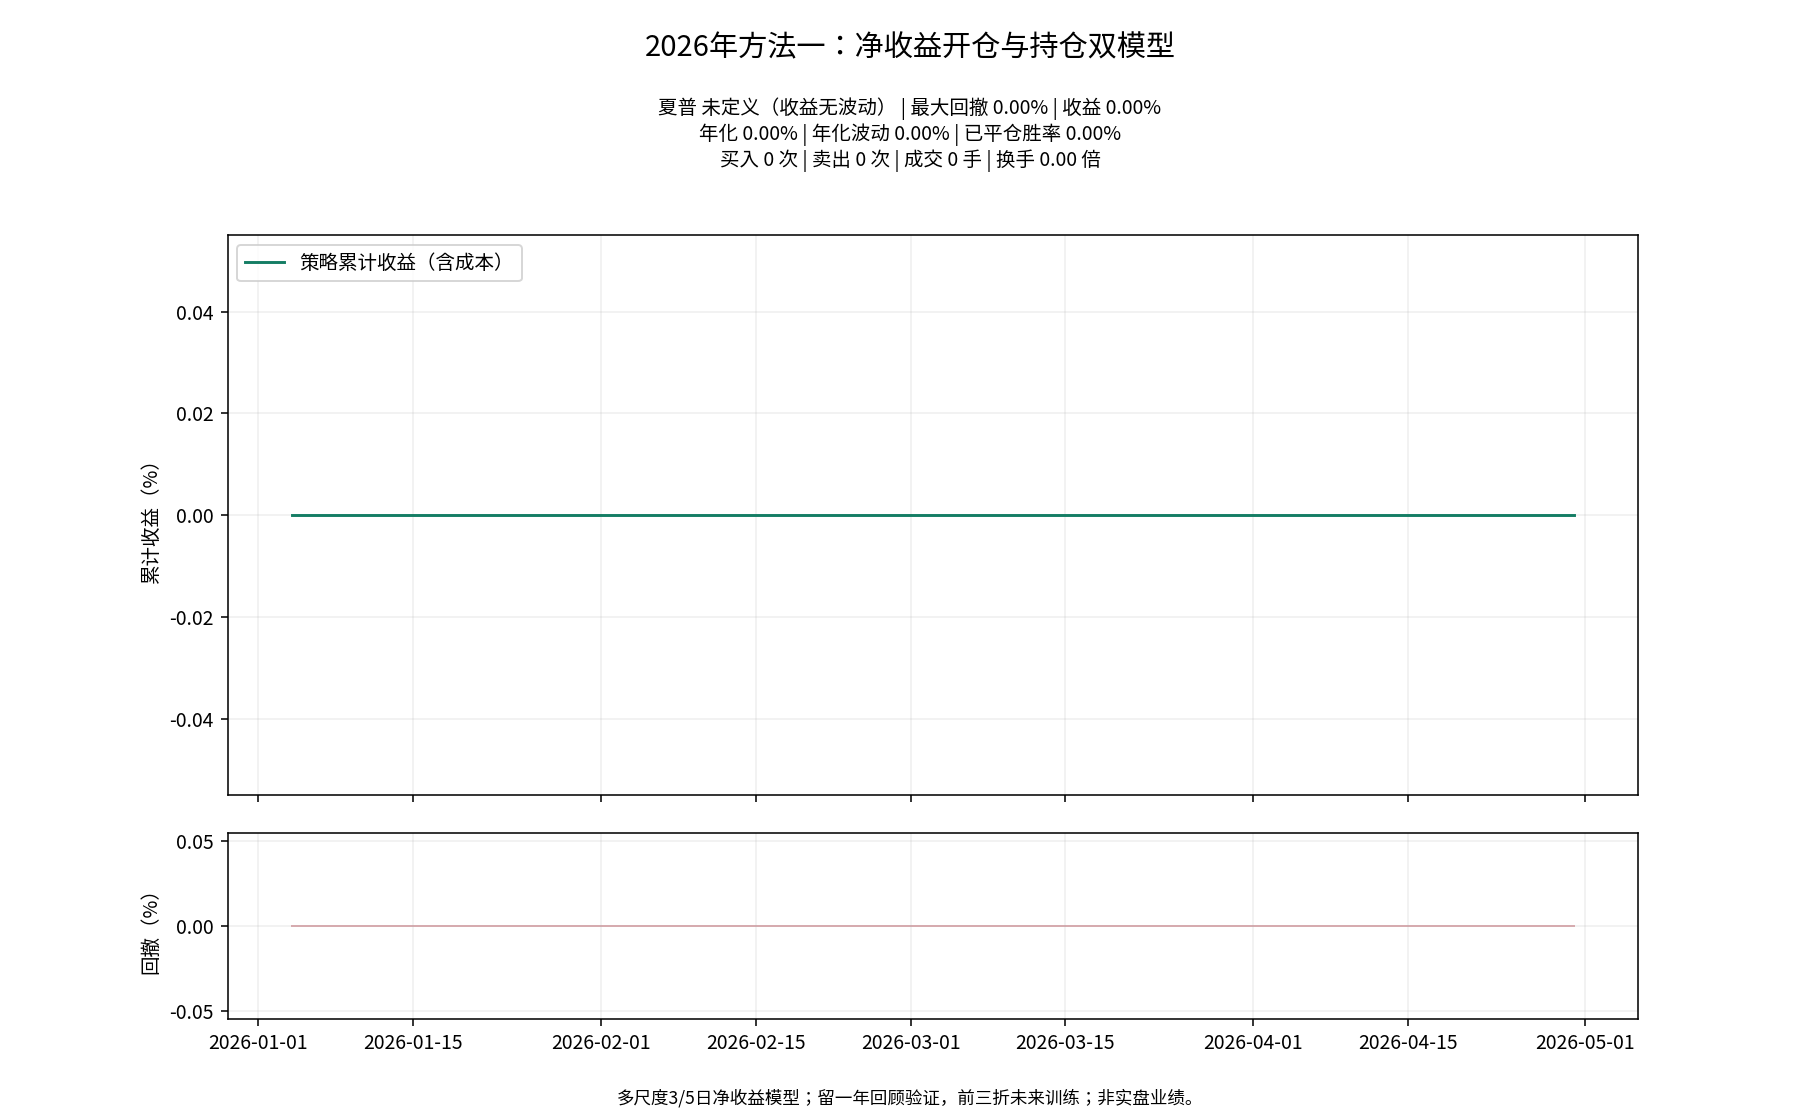 2026年方法一：净收益开仓与持仓双模型
夏普 未定义（收益无波动） | 最大回撤 0.00% | 收益 0.00%
年化 0.00% | 年化波动 0.00% | 已平仓胜率 0.00%
买入 0 次 | 卖出 0 次 | 成交 0 手 | 换手 0.00 倍
策略累计收益（含成本）
累计收益（%）
0.04
0.02
0.00
-0.02
-0.04
回撤（%）
0.05
0.00
-0.05
2026-01-01 2026-01-15 2026-02-01 2026-02-15 2026-03-01 2026-03-15 2026-04-01 2026-04-15 2026-05-01
多尺度3/5日净收益模型；留一年回顾验证，前三折未来训练；非实盘业绩。